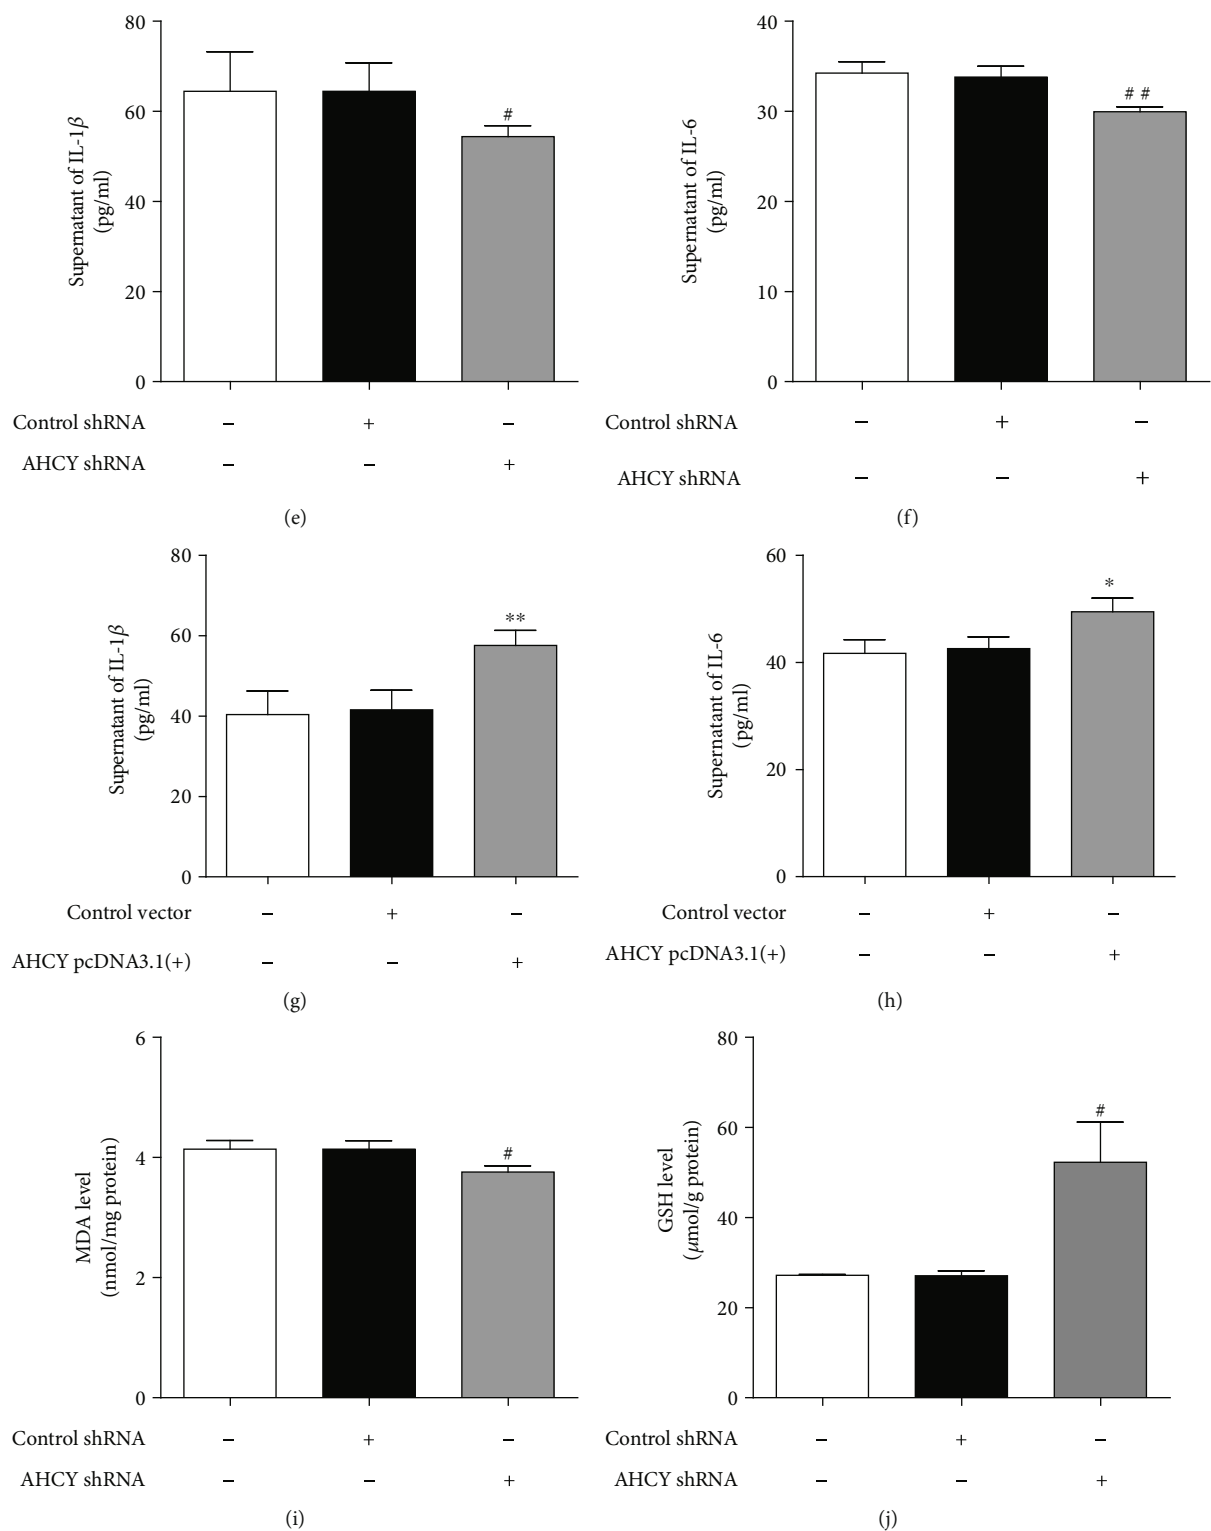 80
60
40
20
0
Supernatant of IL-1β
(pg/ml)
#
Control shRNA – + –
AHCY shRNA – – +
(e)
40
30
20
10
0
Supernatant of IL-6
(pg/ml)
# #
Control shRNA – + –
AHCY shRNA – – +
(f)
80
60
40
20
0
Supernatant of IL-1β
(pg/ml)
**
Control vector – + –
AHCY pcDNA3.1(+) – – +
(g)
60
40
20
0
Supernatant of IL-6
(pg/ml)
*
Control vector – + –
AHCY pcDNA3.1(+) – – +
(h)
6
4
2
0
MDA level
(nmol/mg protein)
#
Control shRNA – + –
AHCY shRNA – – +
(i)
80
60
40
20
0
GSH level
(μmol/g protein)
#
Control shRNA – + –
AHCY shRNA – – +
(j)